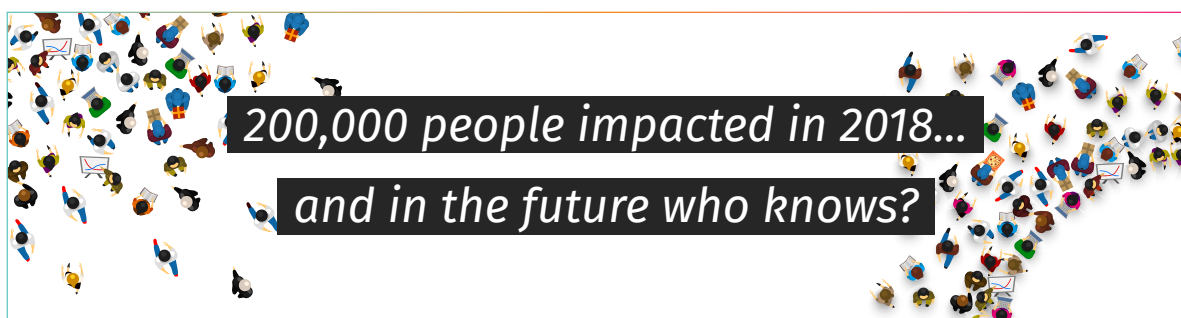 200,000 people impacted in 2018...
and in the future who knows?